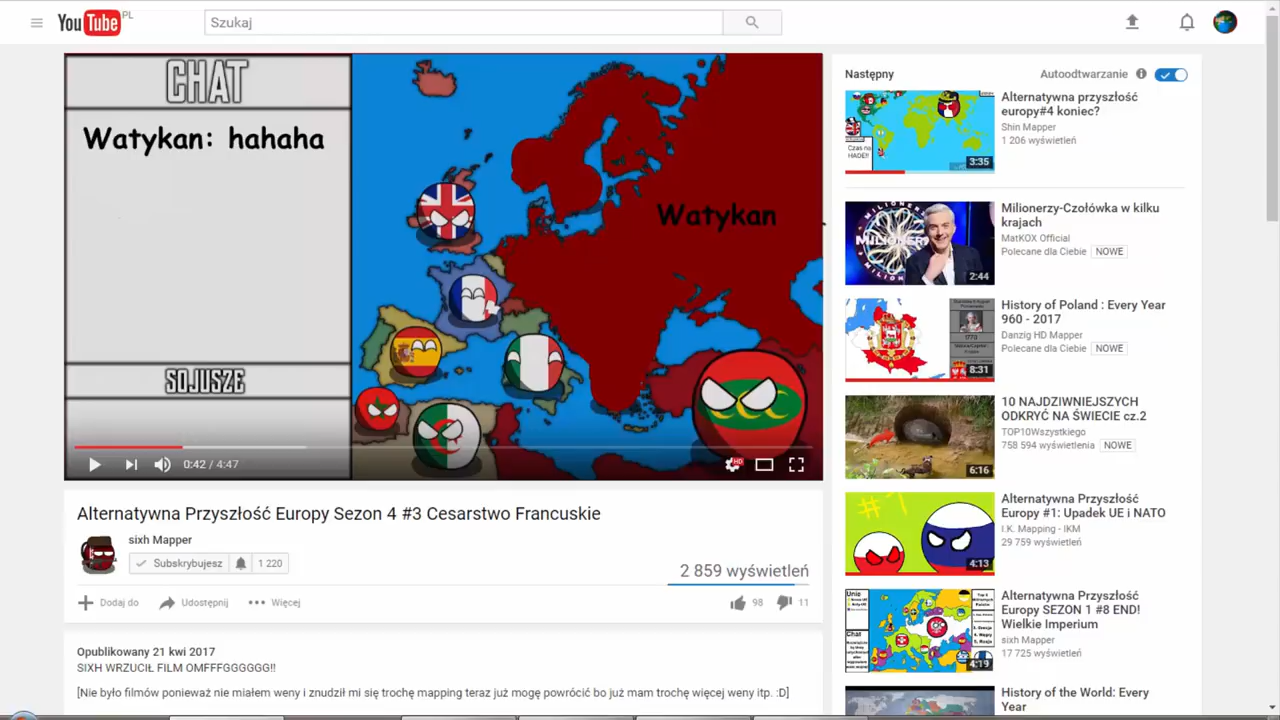 YouTube PL
Szukaj
CHAT
Watykan: hahaha
SOJUSZE
Watykan
0:42 / 4:47
Alternatywna Przyszłość Europy Sezon 4 #3 Cesarstwo Francuskie
sixh Mapper
Subskrybujesz 1 220
2 859 wyświetleń
Dodaj do Udostępnij Więcej
98 11
Opublikowany 21 kwi 2017
SIXH WRZUCIŁ FILM OMFFFGGGGGG!!
[Nie było filmów ponieważ nie miałem weny i znudził mi się trochę mapping teraz już mogę powrócić bo już mam trochę więcej weny itp. :D]
Następny
Autoodtwarzanie
Czas na
HADE!!
3:35
Alternatywna przyszłość
europy#4 koniec?
Shin Mapper
1 206 wyświetleń
MILIONERZY
2:44
Milionerzy-Czołówka w kilku
krajach
MatKOX Official
Polecane dla Ciebie NOWE
8:31
History of Poland : Every Year
960 - 2017
Danzig HD Mapper
Polecane dla Ciebie NOWE
6:16
10 NAJDZIWNIEJSZYCH
ODKRYĆ NA ŚWIECIE cz.2
TOP10Wszystkiego
758 594 wyświetlenia NOWE
#1
4:13
Alternatywna Przyszłość
Europy #1: Upadek UE i NATO
I.K. Mapping - IKM
29 759 wyświetleń
Unie
Chat
4:19
Alternatywna Przyszłość
Europy SEZON 1 #8 END!
Wielkie Imperium
sixh Mapper
17 725 wyświetleń
History of the World: Every
Year